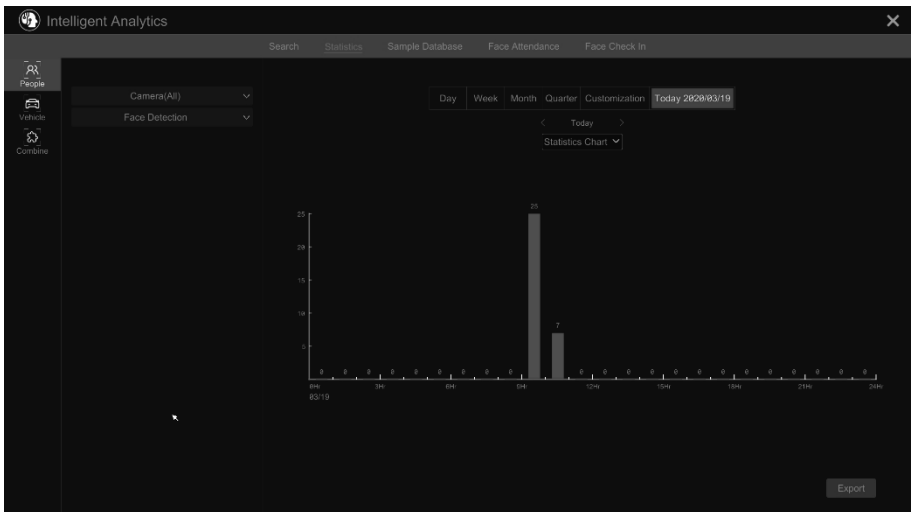 Intelligent Analytics
Search Statistics Sample Database Face Attendance Face Check In
People
Vehicle
Combine
Camera(All)
Face Detection
Day Week Month Quarter Customization Today 2020/03/19
Today
Statistics Chart
25
20
15
10
5
0 0 0 0 0 0 0 0 0 25 7 0 0 0 0 0 0 0 0 0 0 0 0 0
0Hr 3Hr 6Hr 9Hr 12Hr 15Hr 18Hr 21Hr 24Hr
03/19
Export